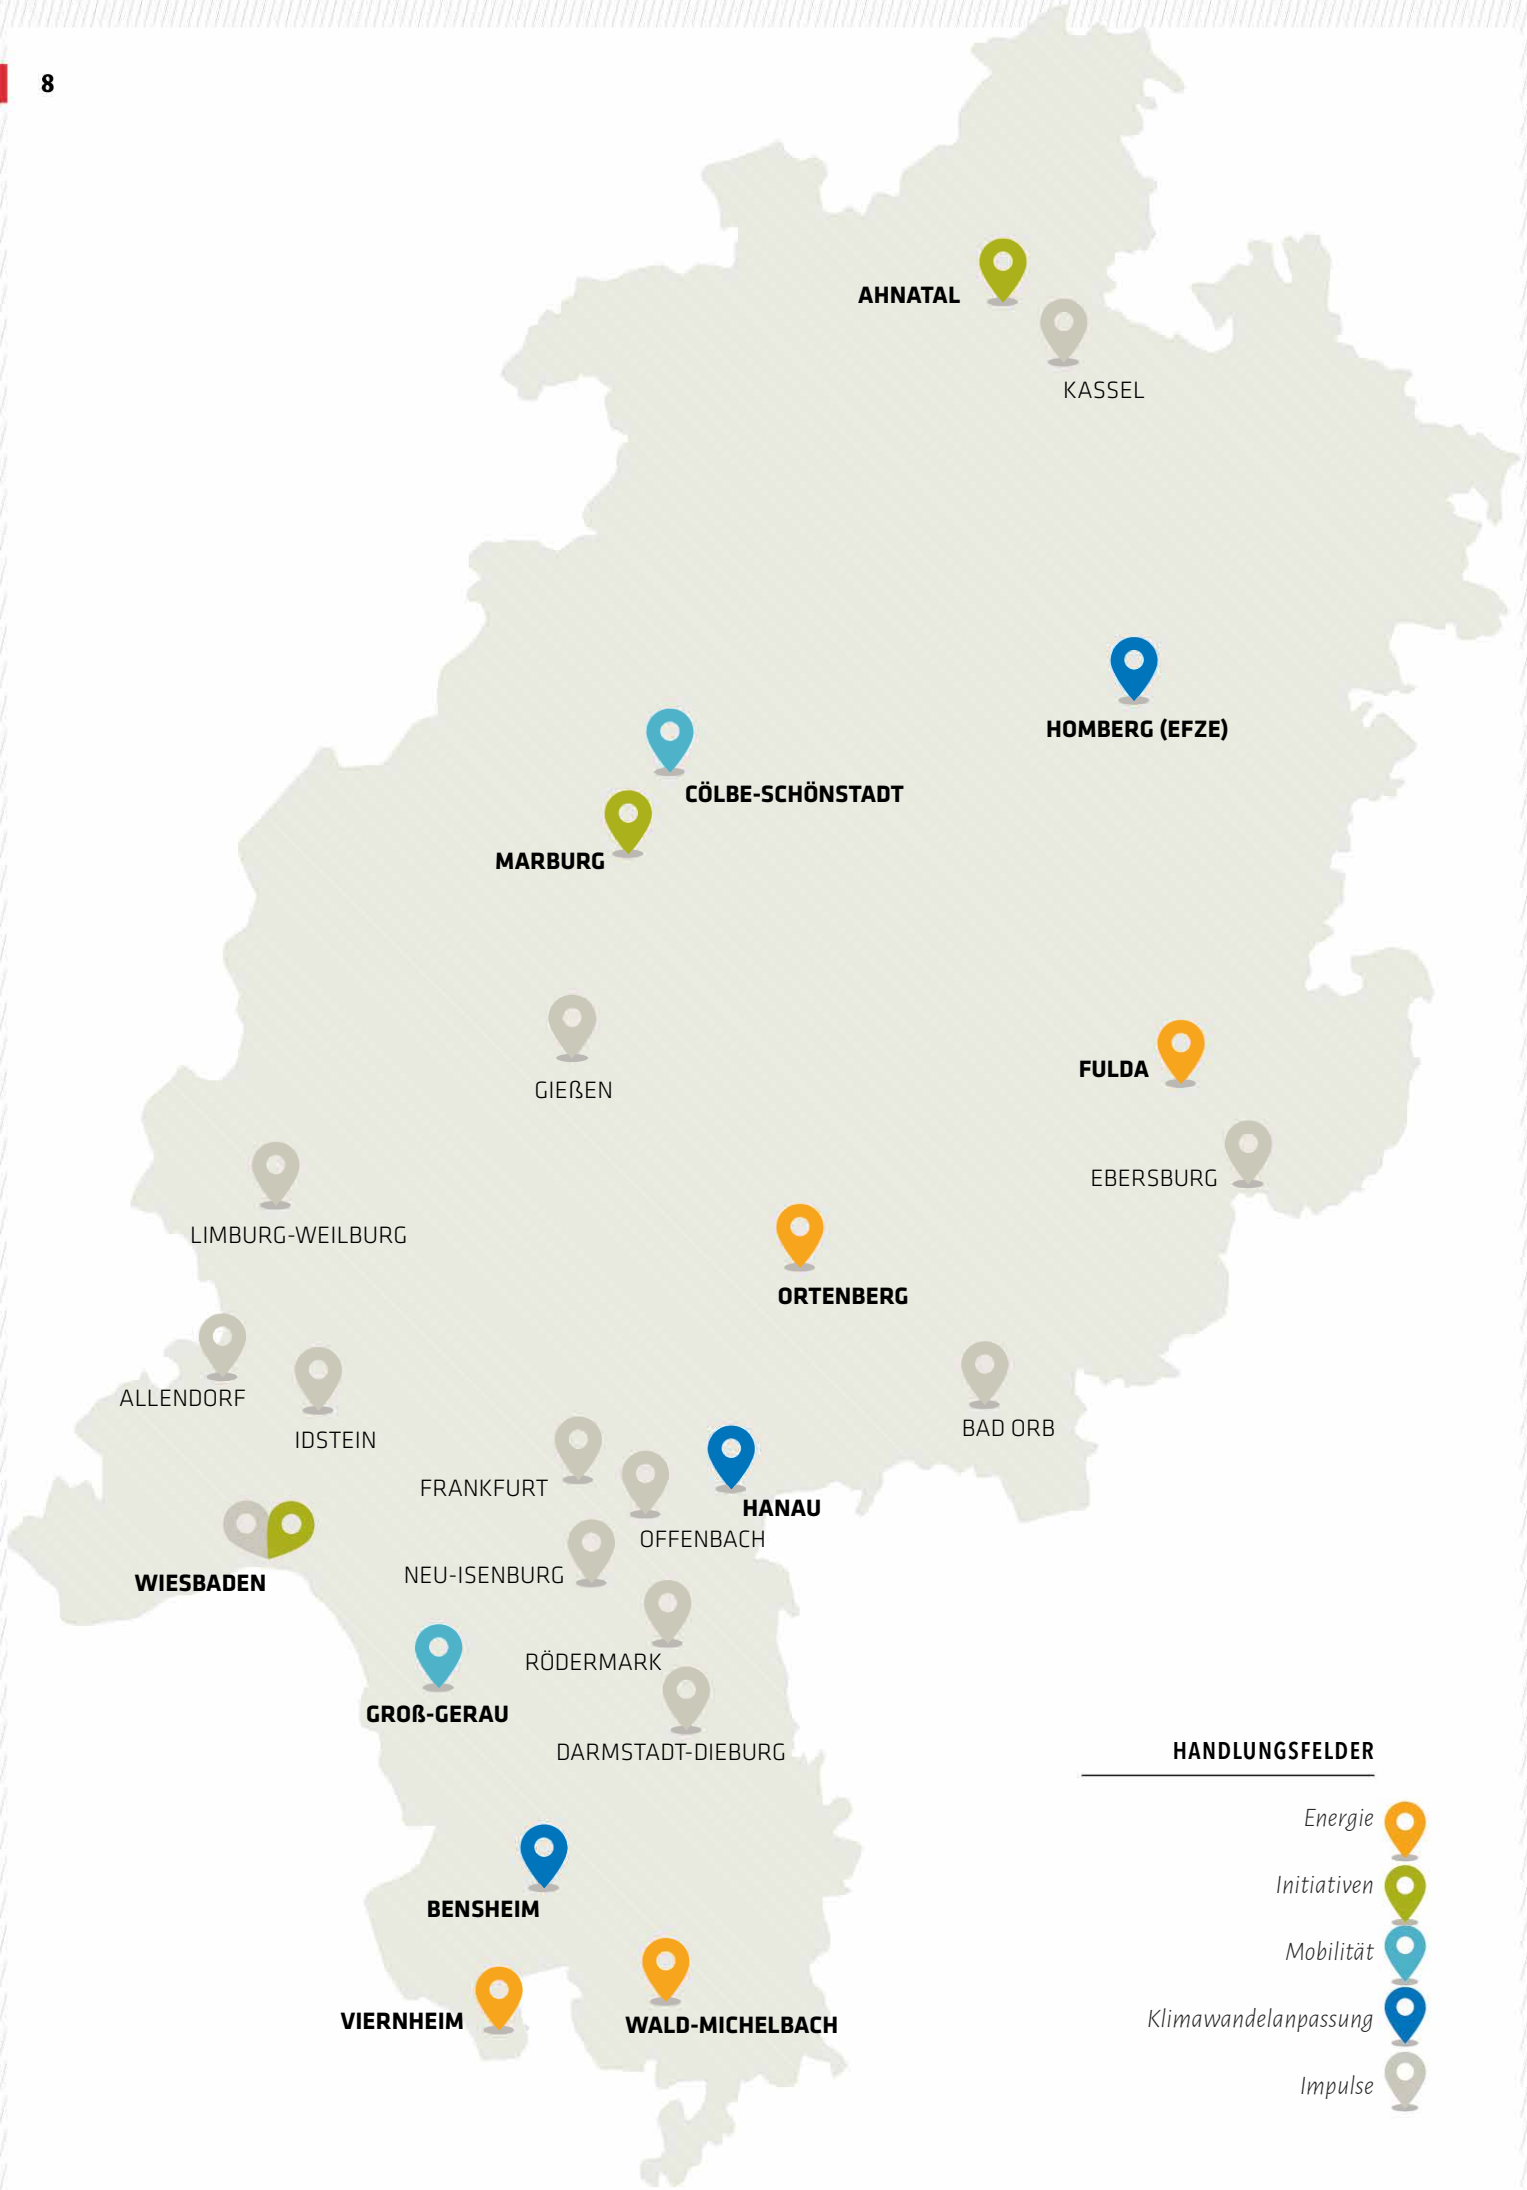 8
AHNATAL
KASSEL
HOMBERG (EFZE)
CÖLBE-SCHÖNSTADT
MARBURG
GIEßEN
FULDA
EBERSBURG
LIMBURG-WEILBURG
ORTENBERG
ALLENDORF
IDSTEIN
BAD ORB
FRANKFURT
HANAU
OFFENBACH
NEU-ISENBURG
WIESBADEN
RÖDERMARK
GROß-GERAU
DARMSTADT-DIEBURG
BENSHEIM
VIERNHEIM
WALD-MICHELBACH
HANDLUNGSFELDER
Energie
Initiativen
Mobilität
Klimawandelanpassung
Impulse